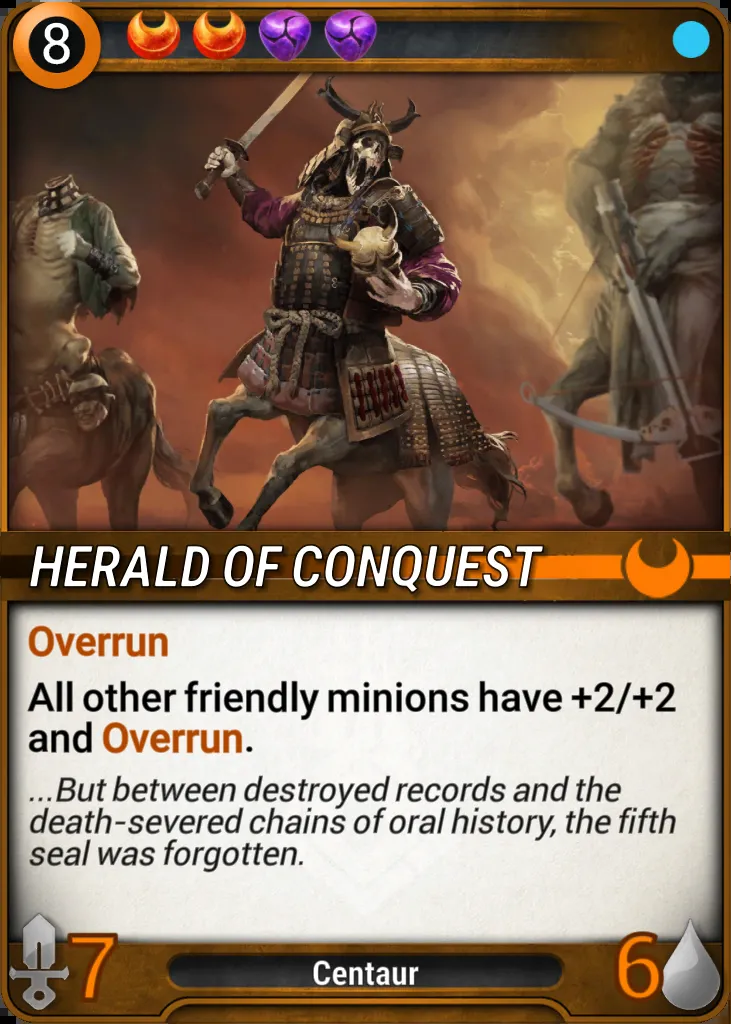 8
HERALD OF CONQUEST
Overrun
All other friendly minions have +2/+2
and Overrun.
...But between destroyed records and the
death-severed chains of oral history, the fifth
seal was forgotten.
7
Centaur
6